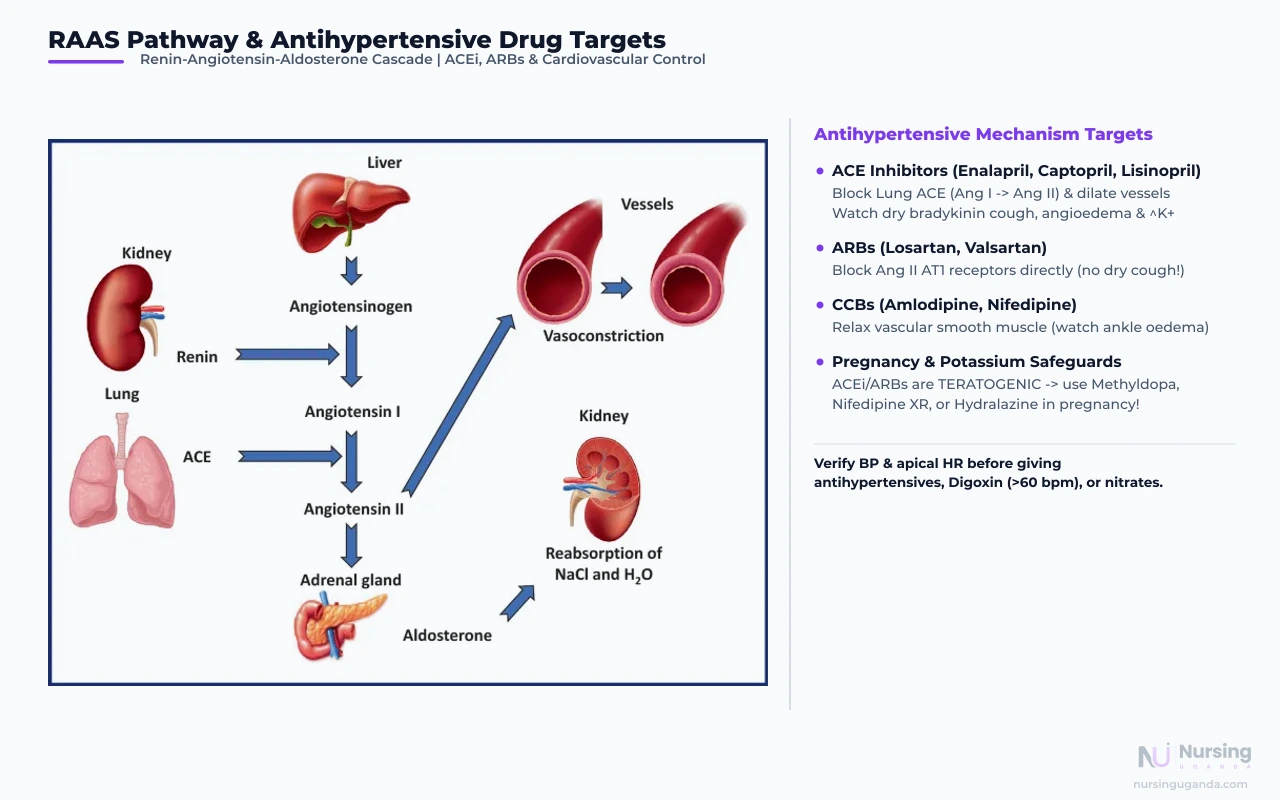 RAAS Pathway & Antihypertensive Drug Targets
Renin-Angiotensin-Aldosterone Cascade | ACEi, ARBs & Cardiovascular Control
Liver
Vessels
Kidney
Angiotensinogen
Vasoconstriction
Renin
Lung
Angiotensin I
Kidney
ACE
Angiotensin II
Reabsorption of
NaCl and H₂O
Adrenal gland
Aldosterone
Antihypertensive Mechanism Targets
• ACE Inhibitors (Enalapril, Captopril, Lisinopril)
Block Lung ACE (Ang I -> Ang II) & dilate vessels
Watch dry bradykinin cough, angioedema & ^K+
• ARBs (Losartan, Valsartan)
Block Ang II AT1 receptors directly (no dry cough!)
• CCBs (Amlodipine, Nifedipine)
Relax vascular smooth muscle (watch ankle oedema)
• Pregnancy & Potassium Safeguards
ACEi/ARBs are TERATOGENIC -> use Methyldopa,
Nifedipine XR, or Hydralazine in pregnancy!
Verify BP & apical HR before giving
antihypertensives, Digoxin (>60 bpm), or nitrates.
NU Nursing
UGANDA
nursinguganda.com